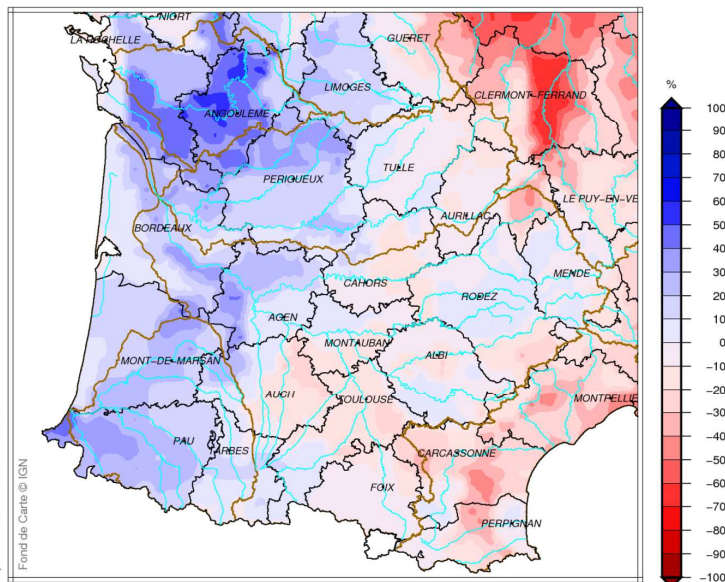 NIORT
LA ROCHELLE
GUERET
LIMOGES
CLERMONT-FERRAND
ANGOULEME
PERIGUEUX
TULLE
LE PUY-EN-VE
AURILLAC
BORDEAUX
CAHORS
RODEZ
MENDE
AGEN
MONTAUBAN
ALBI
MONT-DE-MARSAN
AUCH
TOULOUSE
MONTPELLIE
PAU
TARBES
CARCASSONNE
FOIX
PERPIGNAN
Fond de Carte © IGN
%
100
90
80
70
60
50
40
30
20
10
0
-10
-20
-30
-40
-50
-60
-70
-80
-90
-100